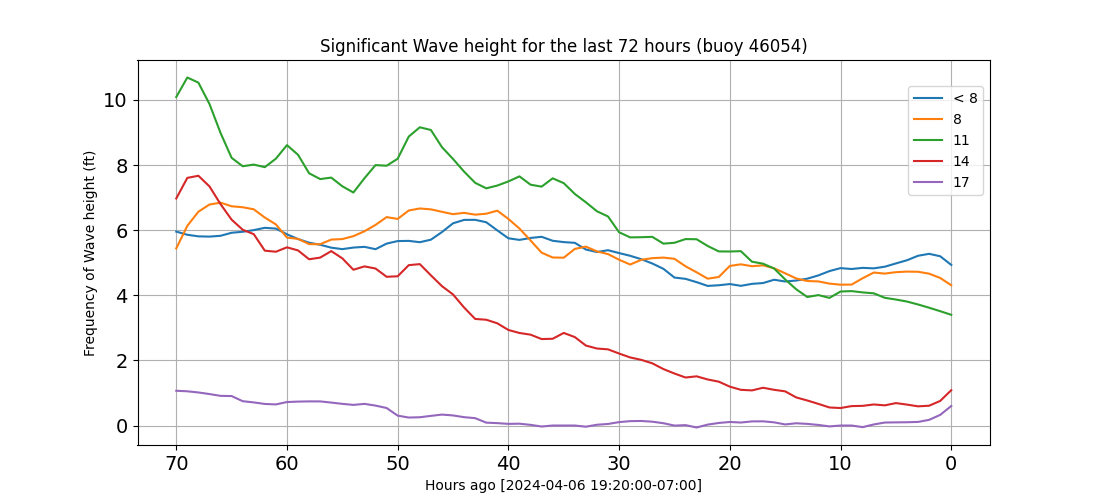 Significant Wave height for the last 72 hours (buoy 46054)
Frequency of Wave height (ft)
10
8
6
4
2
0
< 8
8
11
14
17
70 60 50 40 30 20 10 0
Hours ago [2024-04-06 19:20:00-07:00]